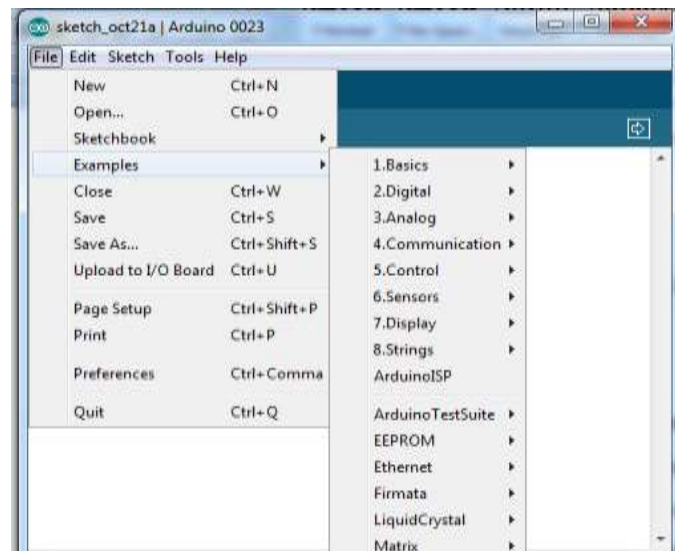 sketch_oct21a | Arduino 0023
File Edit Sketch Tools Help
New Ctrl+N
Open... Ctrl+O
Sketchbook
Examples
Close Ctrl+W
Save Ctrl+S
Save As... Ctrl+Shift+S
Upload to I/O Board Ctrl+U
Page Setup Ctrl+Shift+P
Print Ctrl+P
Preferences Ctrl+Comma
Quit Ctrl+Q
1.Basics
2.Digital
3.Analog
4.Communication
5.Control
6.Sensors
7.Display
8.Strings
ArduinoISP
ArduinoTestSuite
EEPROM
Ethernet
Firmata
LiquidCrystal
Matrix